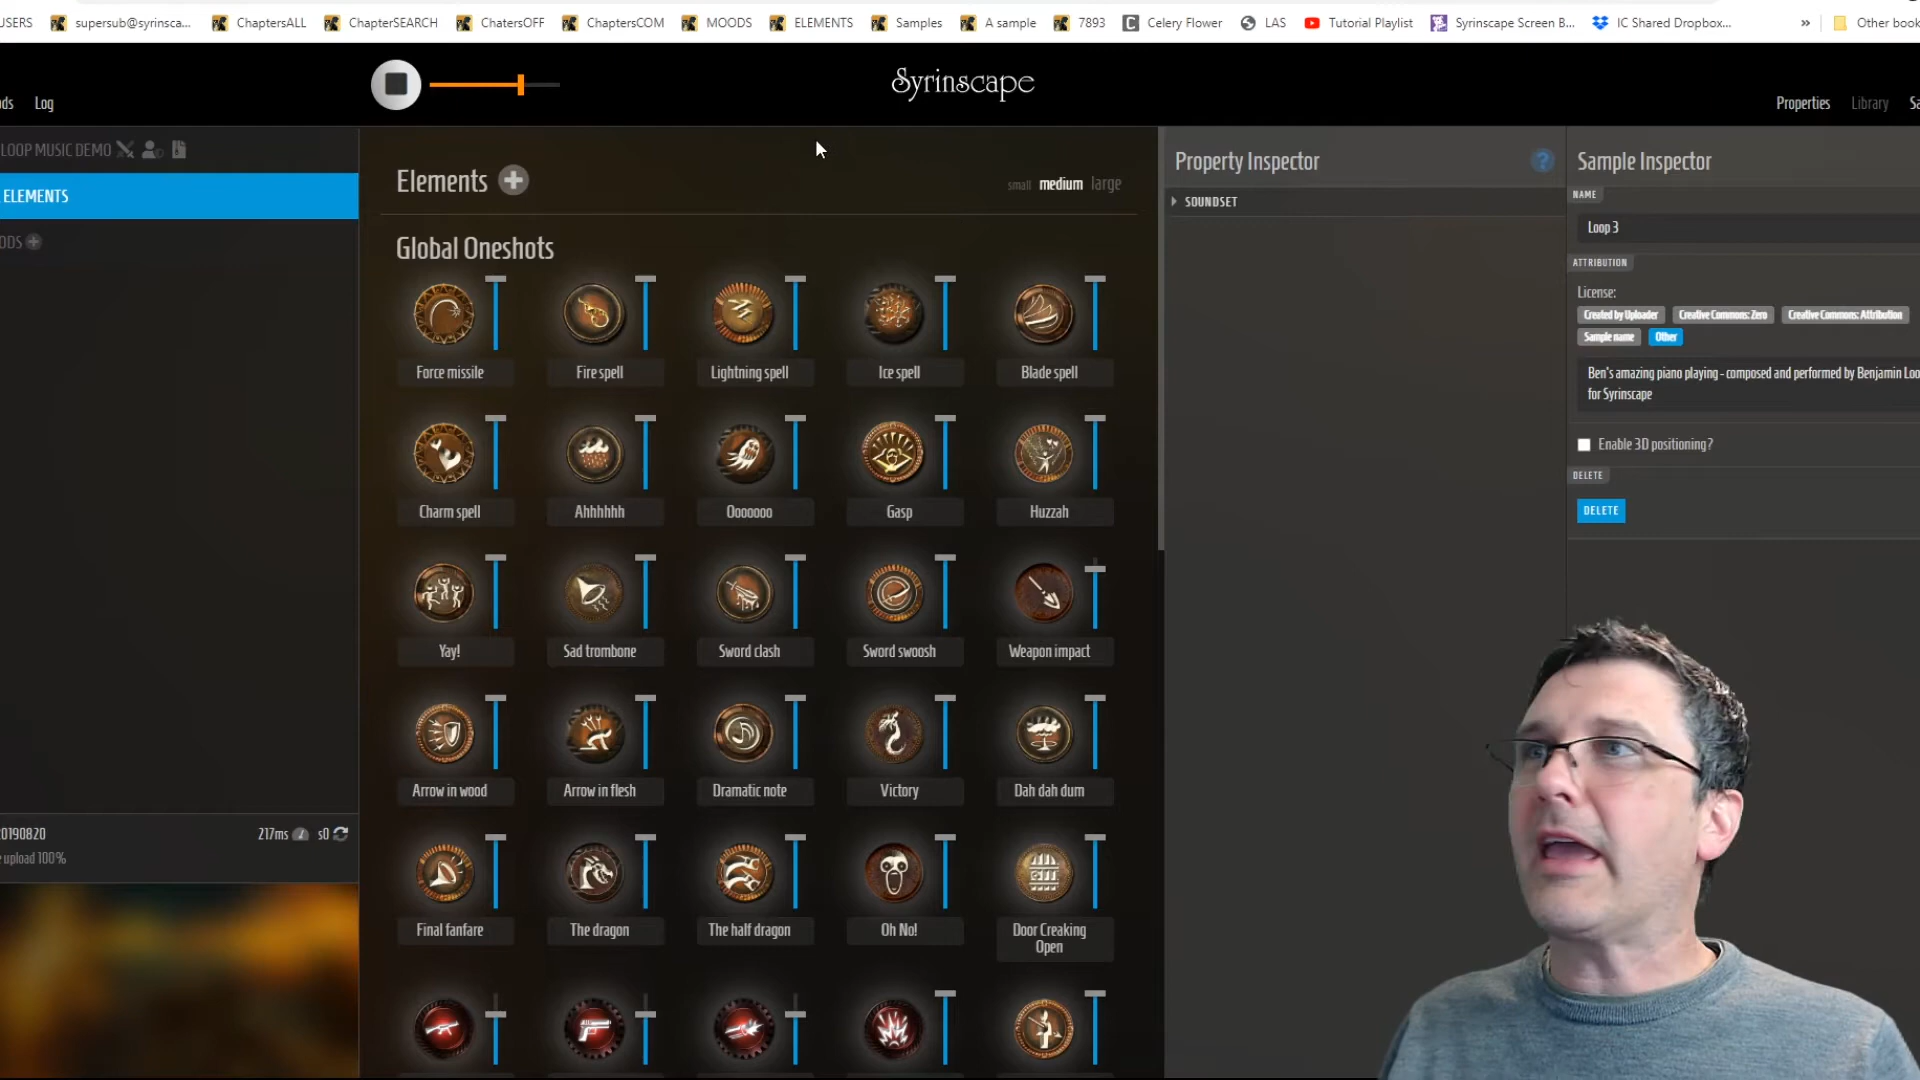 USERS
supersub@syrinsca...
ChaptersALL
ChapterSEARCH
ChatersOFF
ChaptersCOM
MOODS
ELEMENTS
Samples
A sample
7893
Celery Flower
LAS
Tutorial Playlist
Syrinscape Screen B...
IC Shared Dropbox...
»
Other book
Log
Syrinscape
Properties
Library
LOOP MUSIC DEMO
ELEMENTS
Elements
small medium large
Global Oneshots
Force missile
Fire spell
Lightning spell
Ice spell
Blade spell
Charm spell
Ahhhhhh
Ooooooo
Gasp
Huzzah
Yay!
Sad trombone
Sword clash
Sword swoosh
Weapon impact
Arrow in wood
Arrow in flesh
Dramatic note
Victory
Dah dah dum
Final fanfare
The dragon
The half dragon
Oh No!
Door Creaking
Open
20190820
217ms
s0
upload 100%
Property Inspector
?
SOUNDSET
Sample Inspector
NAME
Loop 3
ATTRIBUTION
License:
Created by Uploader
Creative Commons: Zero
Creative Commons: Attribution
Sample name
Other
Ben's amazing piano playing - composed and performed by Benjamin Loo
for Syrinscape
Enable 3D positioning?
DELETE
DELETE